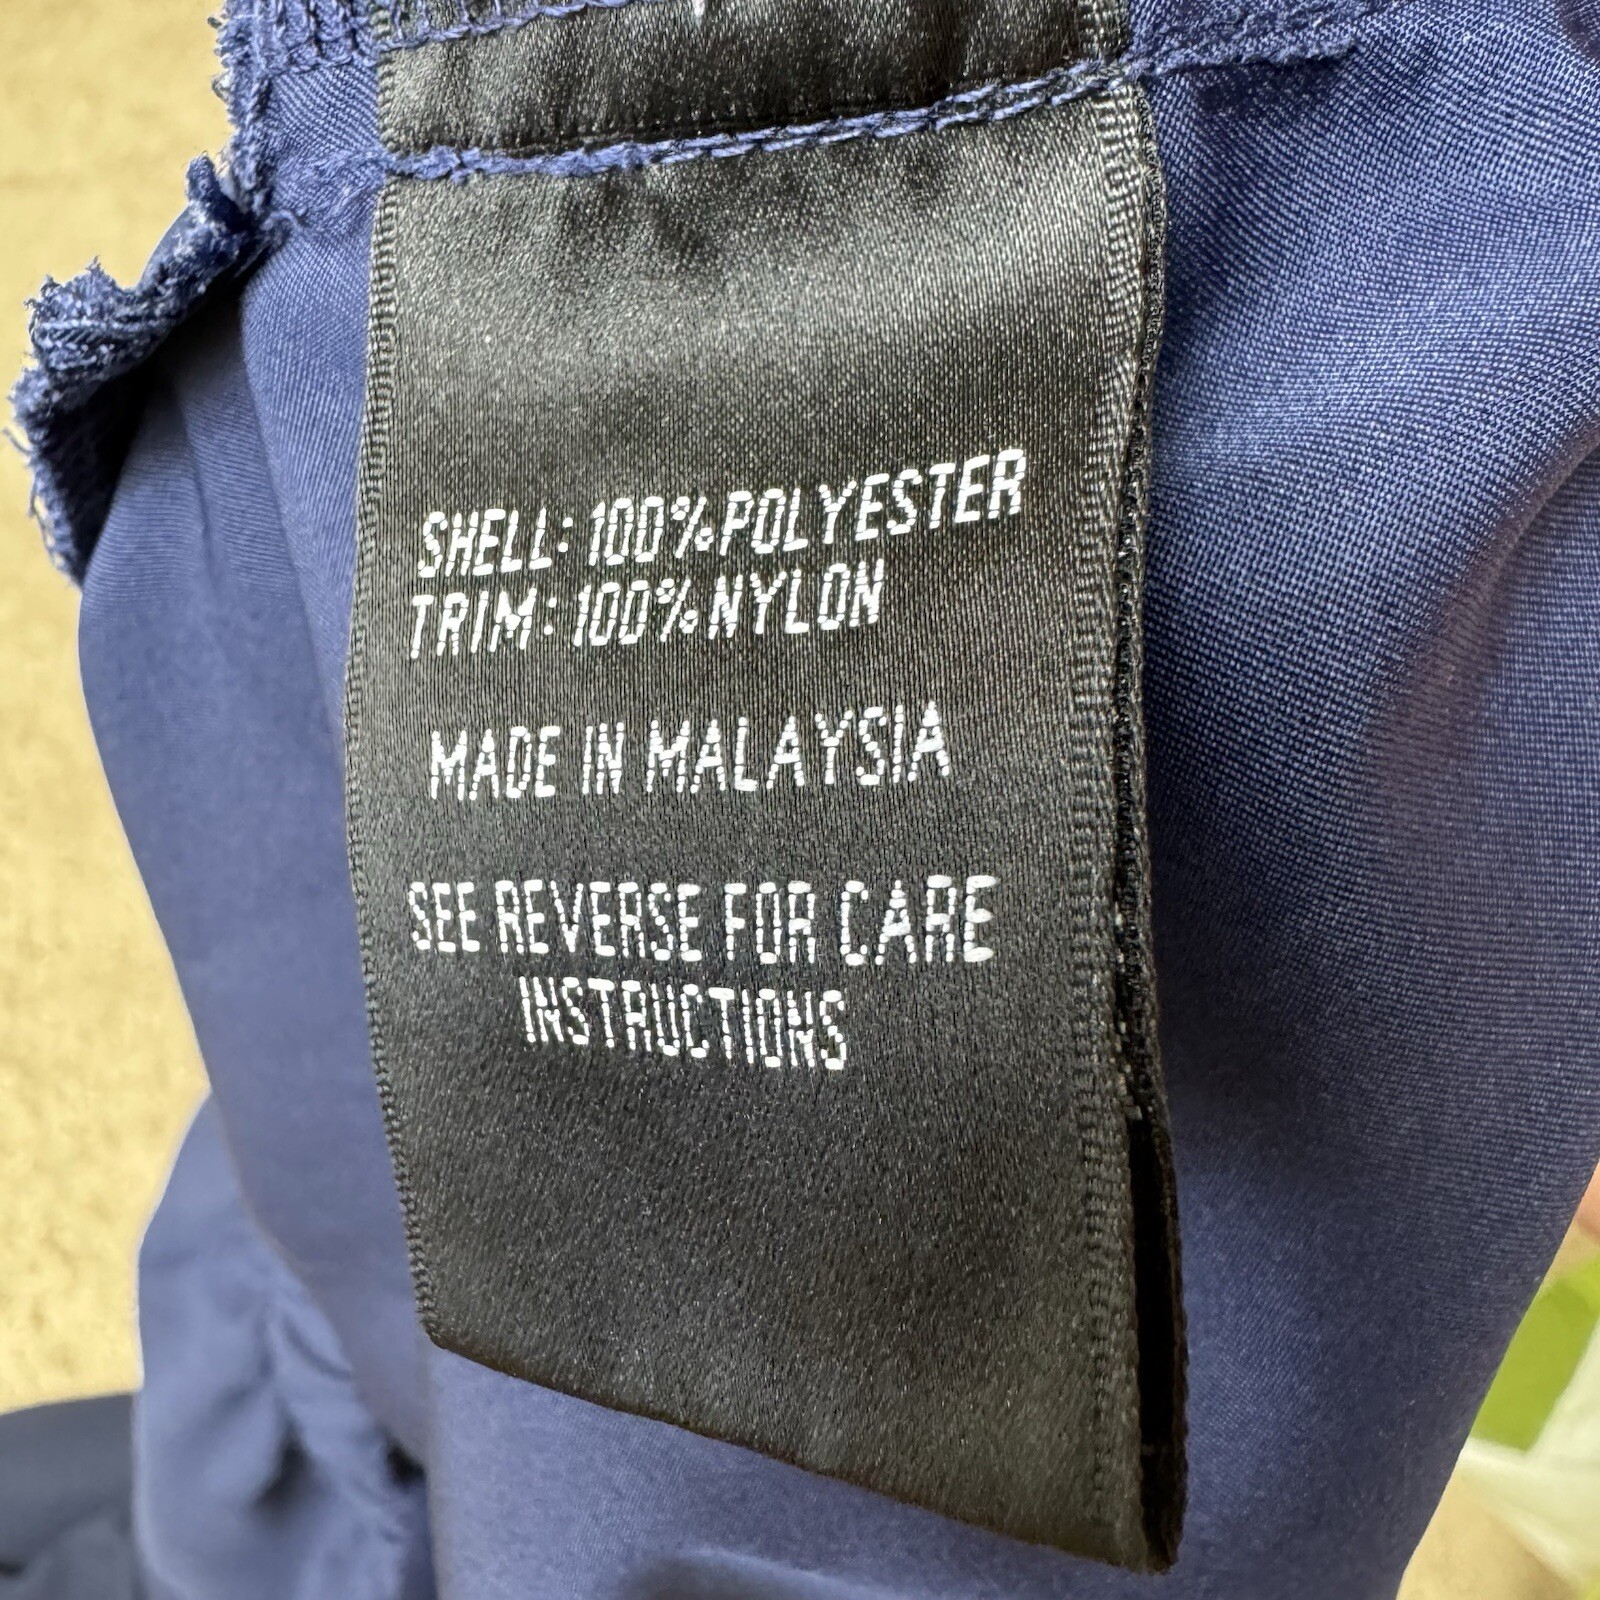 SHELL: 100%POLYESTER
TRIM: 100%NYLON
MADE IN MALAYSIA
SEE REVERSE FOR CARE
INSTRUCTIONS